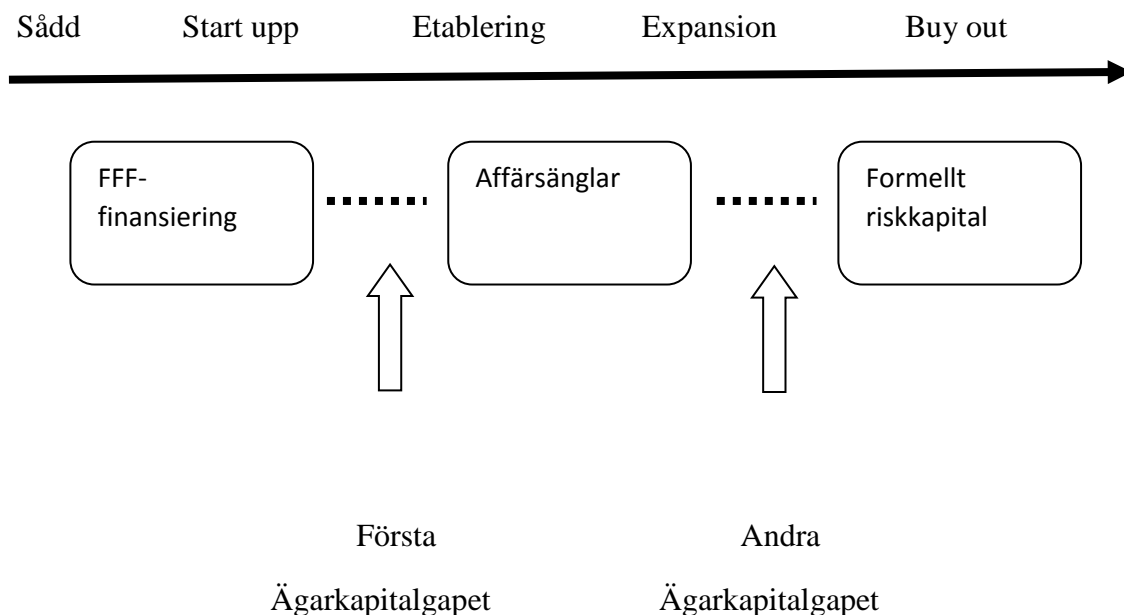 Sådd Start upp Etablering Expansion Buy out
FFF-
finansiering
Affärsänglar
Formellt
riskkapital
Första
Ägarkapitalgapet
Andra
Ägarkapitalgapet